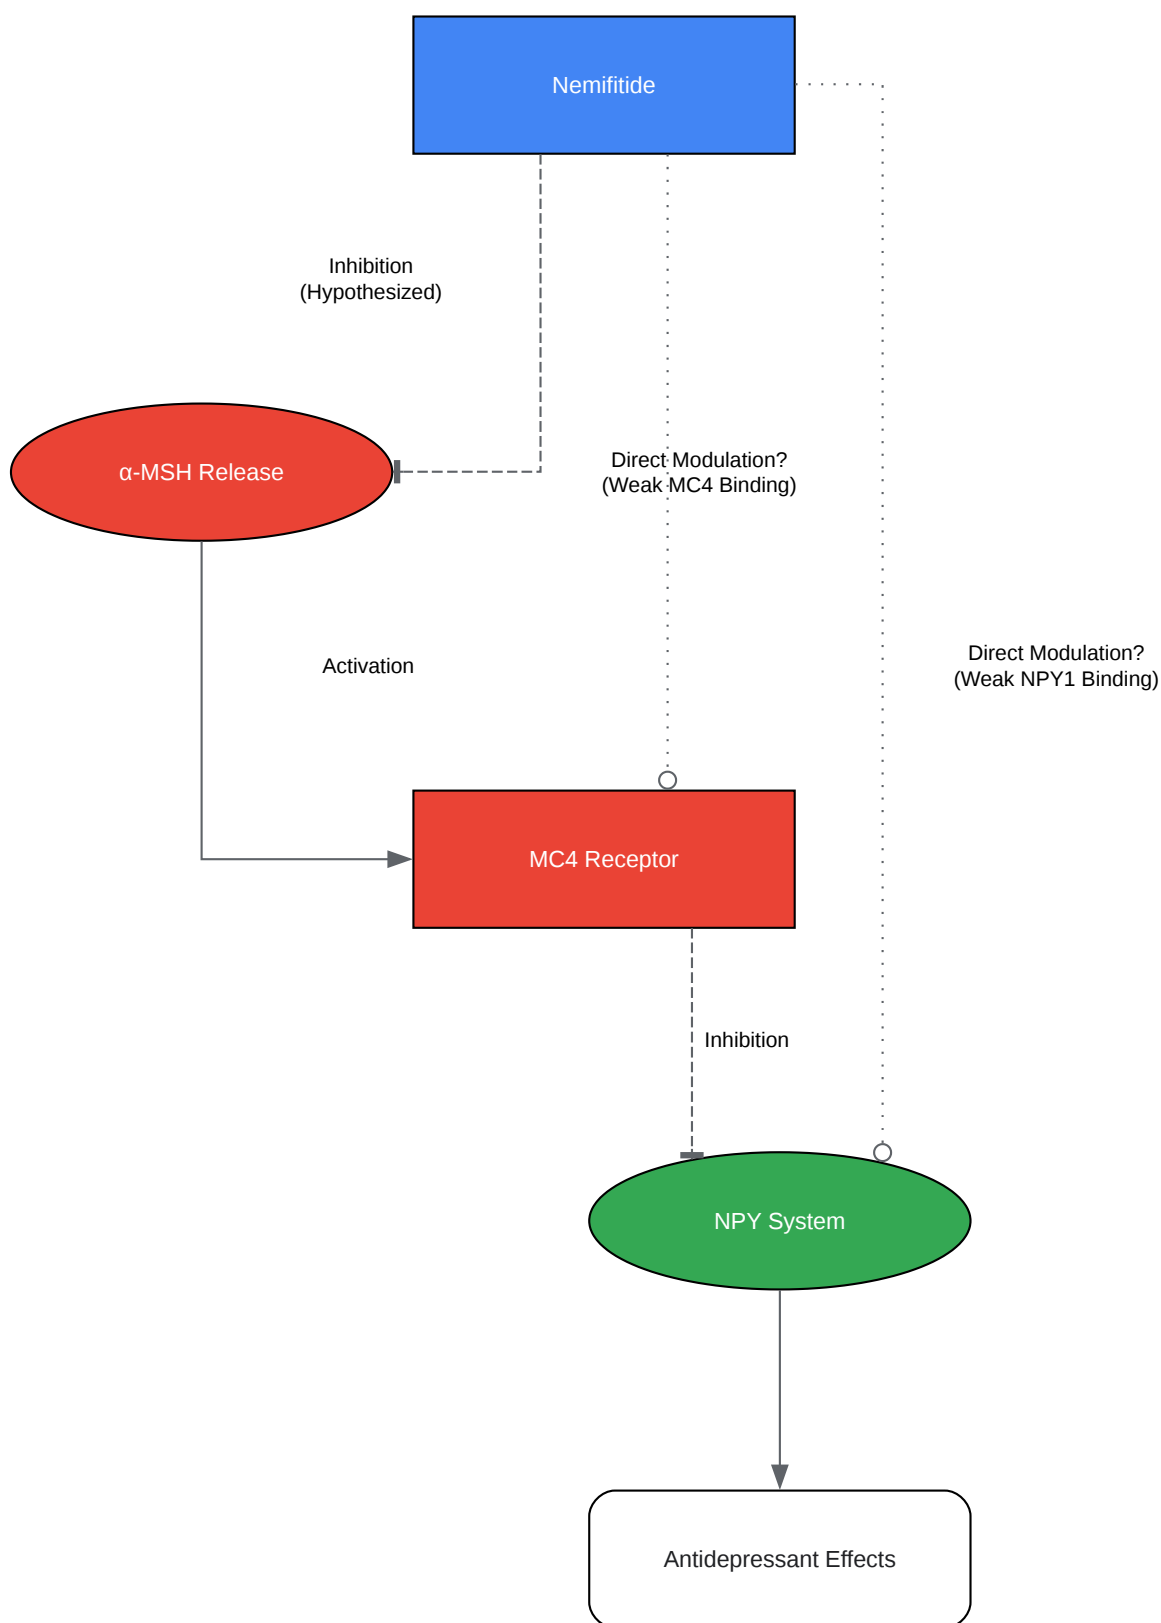 Nemifitide
Inhibition
(Hypothesized)
α-MSH Release
Direct Modulation?
(Weak MC4 Binding)
Activation
Direct Modulation?
(Weak NPY1 Binding)
MC4 Receptor
Inhibition
NPY System
Antidepressant Effects